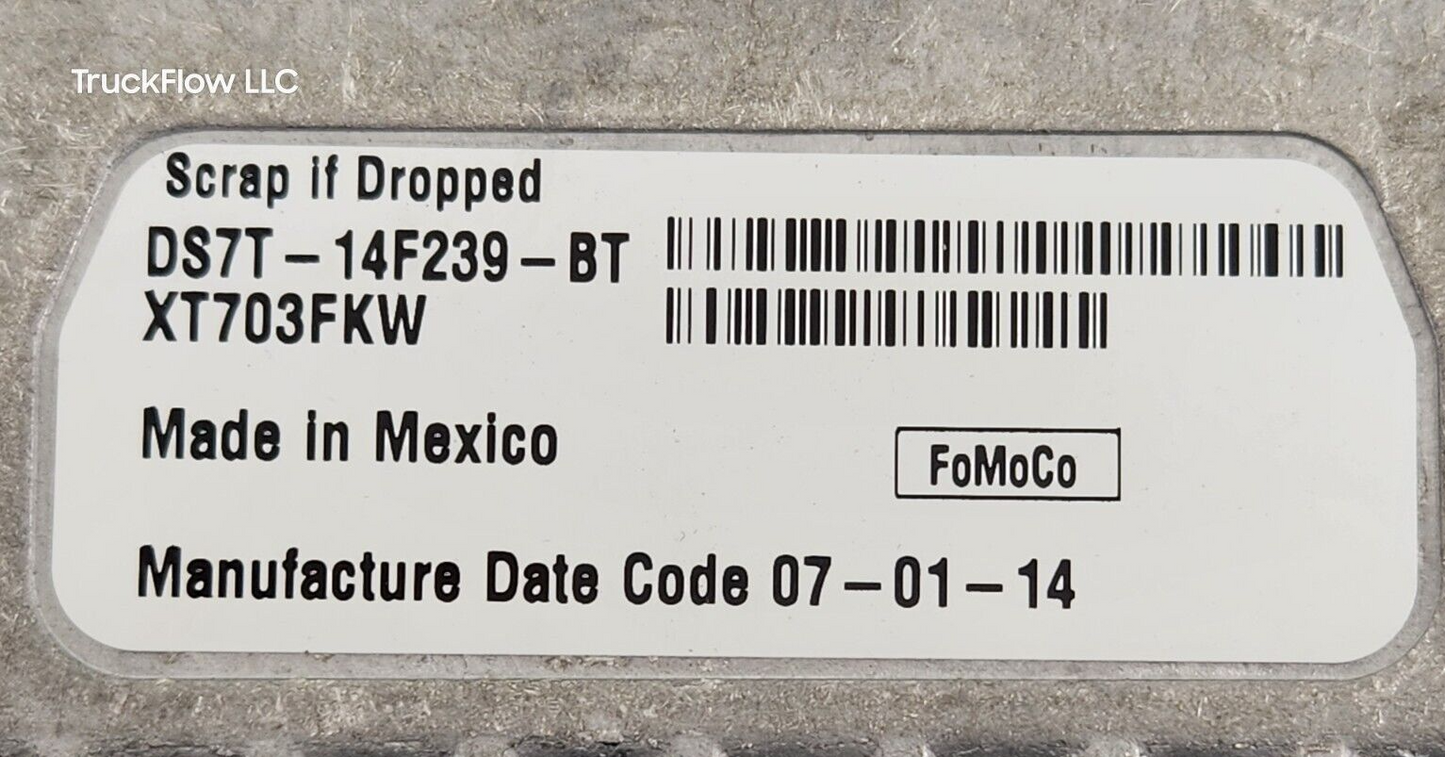 TruckFlow LLC
Scrap if Dropped
DS7T-14F239-BT
XT703FKW
Made in Mexico
FoMoCo
Manufacture Date Code 07-01-14